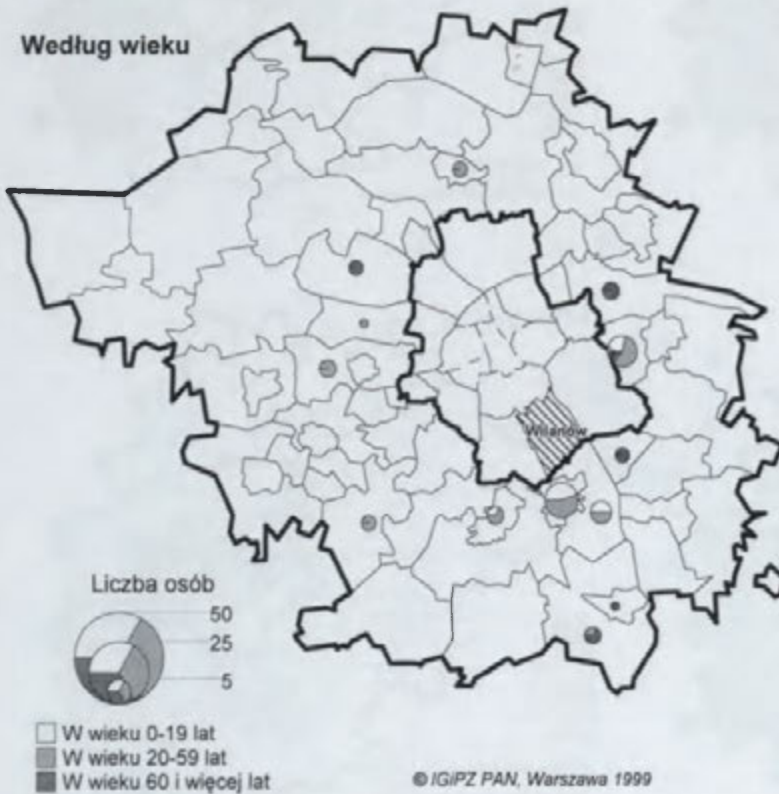 Według wieku
Wilanów
Liczba osób
50
25
5
W wieku 0-19 lat
W wieku 20-59 lat
W wieku 60 i więcej lat
© IGiPZ PAN, Warszawa 1999